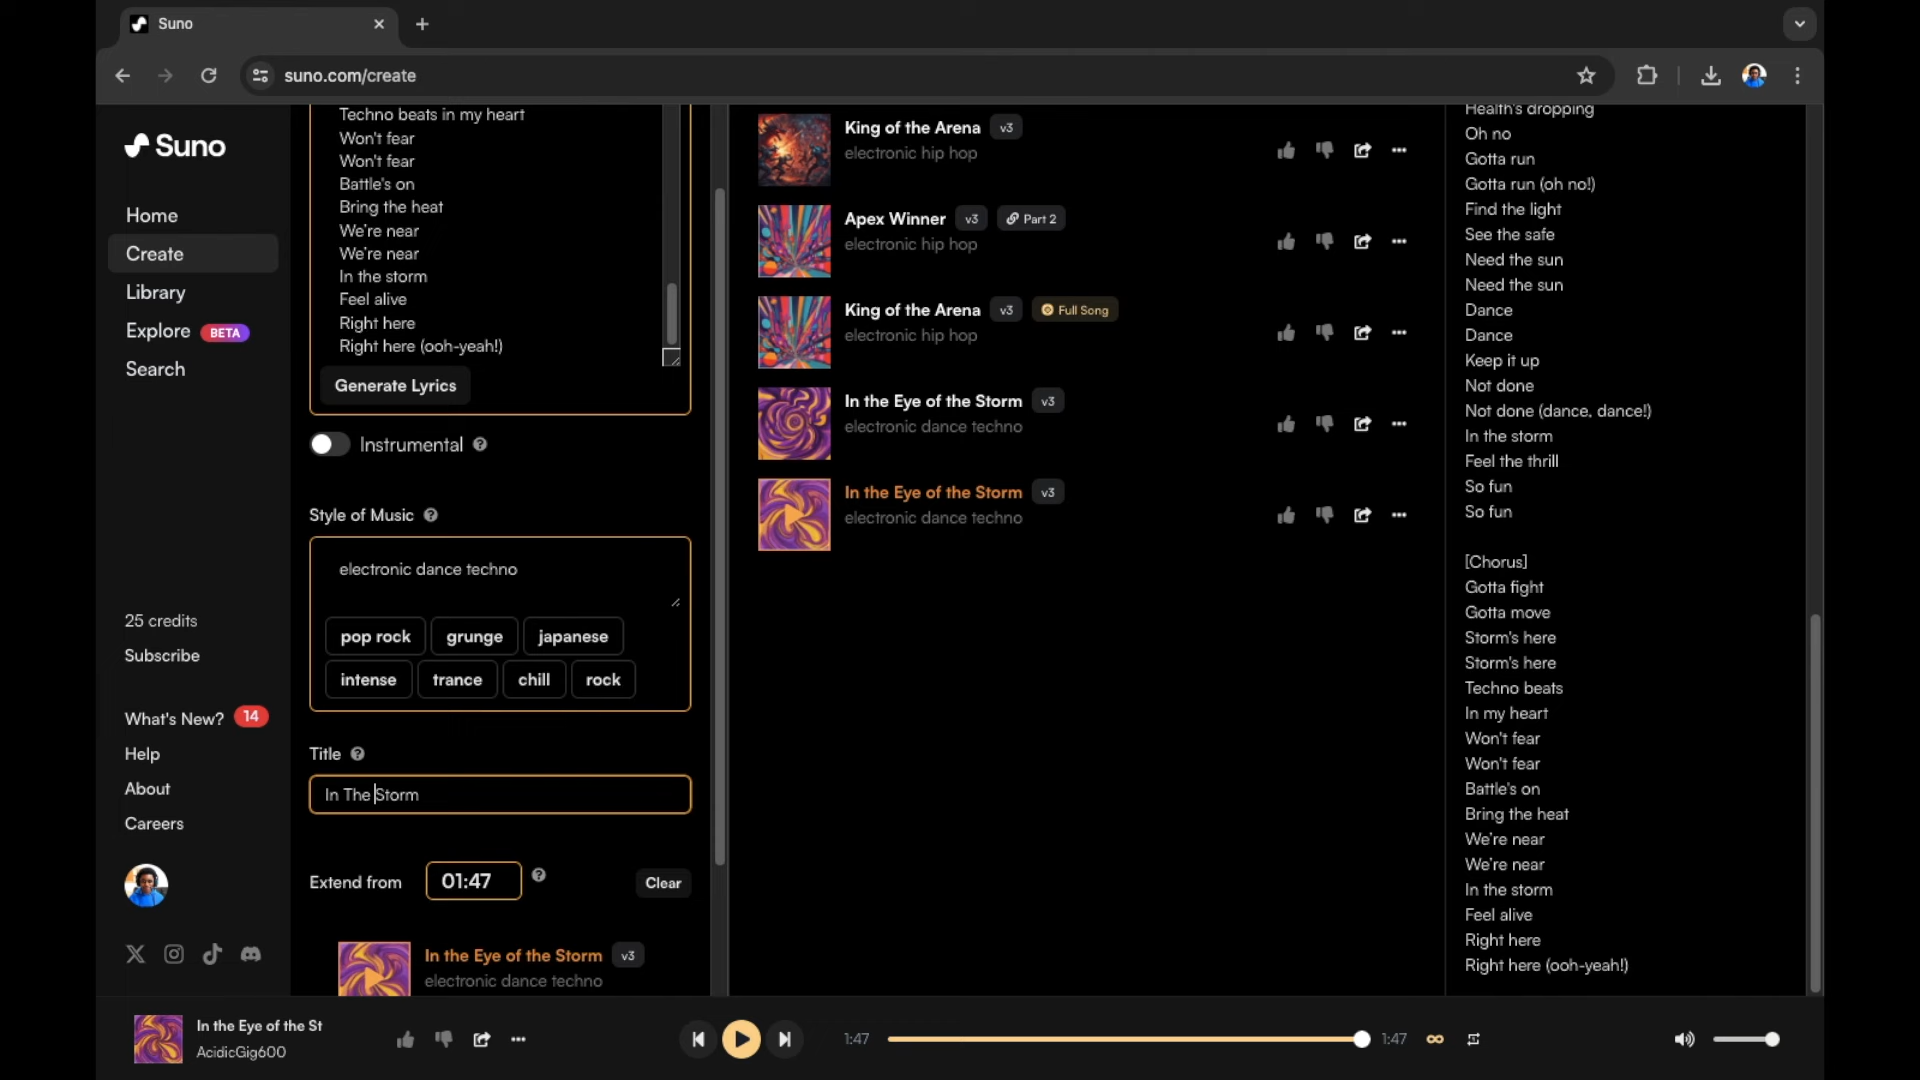 Suno
suno.com/create
Suno
Home
Create
Library
Explore BETA
Search
25 credits
Subscribe
What's New? 14
Help
About
Careers
Techno beats in my heart
Won't fear
Won't fear
Battle's on
Bring the heat
We're near
We're near
In the storm
Feel alive
Right here
Right here (ooh-yeah!)
Generate Lyrics
Instrumental
Style of Music
electronic dance techno
pop rock grunge japanese
intense trance chill rock
Title
In The Storm
Extend from 01:47 Clear
In the Eye of the Storm v3
electronic dance techno
King of the Arena v3
electronic hip hop
Apex Winner v3 Part 2
electronic hip hop
King of the Arena v3 Full Song
electronic hip hop
In the Eye of the Storm v3
electronic dance techno
In the Eye of the Storm v3
electronic dance techno
Health's dropping
Oh no
Gotta run
Gotta run (oh no!)
Find the light
See the safe
Need the sun
Need the sun
Dance
Dance
Keep it up
Not done
Not done (dance, dance!)
In the storm
Feel the thrill
So fun
So fun
[Chorus]
Gotta fight
Gotta move
Storm's here
Storm's here
Techno beats
In my heart
Won't fear
Won't fear
Battle's on
Bring the heat
We're near
We're near
In the storm
Feel alive
Right here
Right here (ooh-yeah!)
In the Eye of the St
AcidicGig600
1:47 1:47